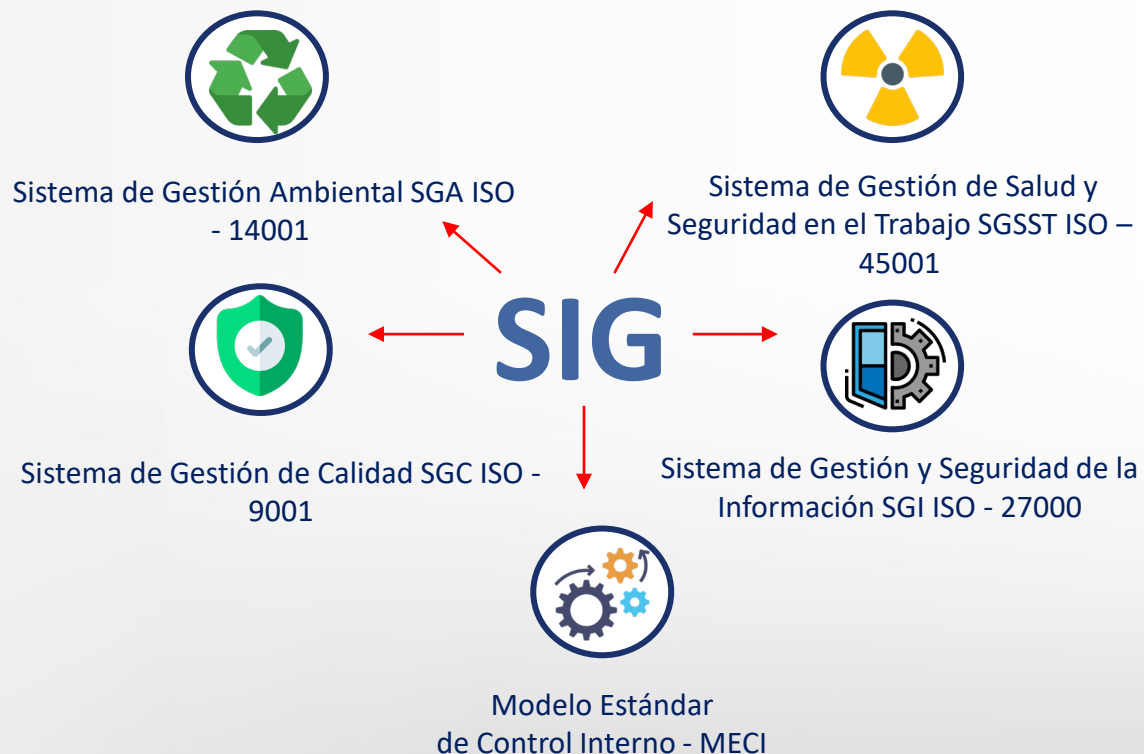 Sistema de Gestión Ambiental SGA ISO
- 14001
Sistema de Gestión de Salud y
Seguridad en el Trabajo SGSST ISO –
45001
SIG
Sistema de Gestión de Calidad SGC ISO -
9001
Sistema de Gestión y Seguridad de la
Información SGI ISO - 27000
Modelo Estándar
de Control Interno - MECI